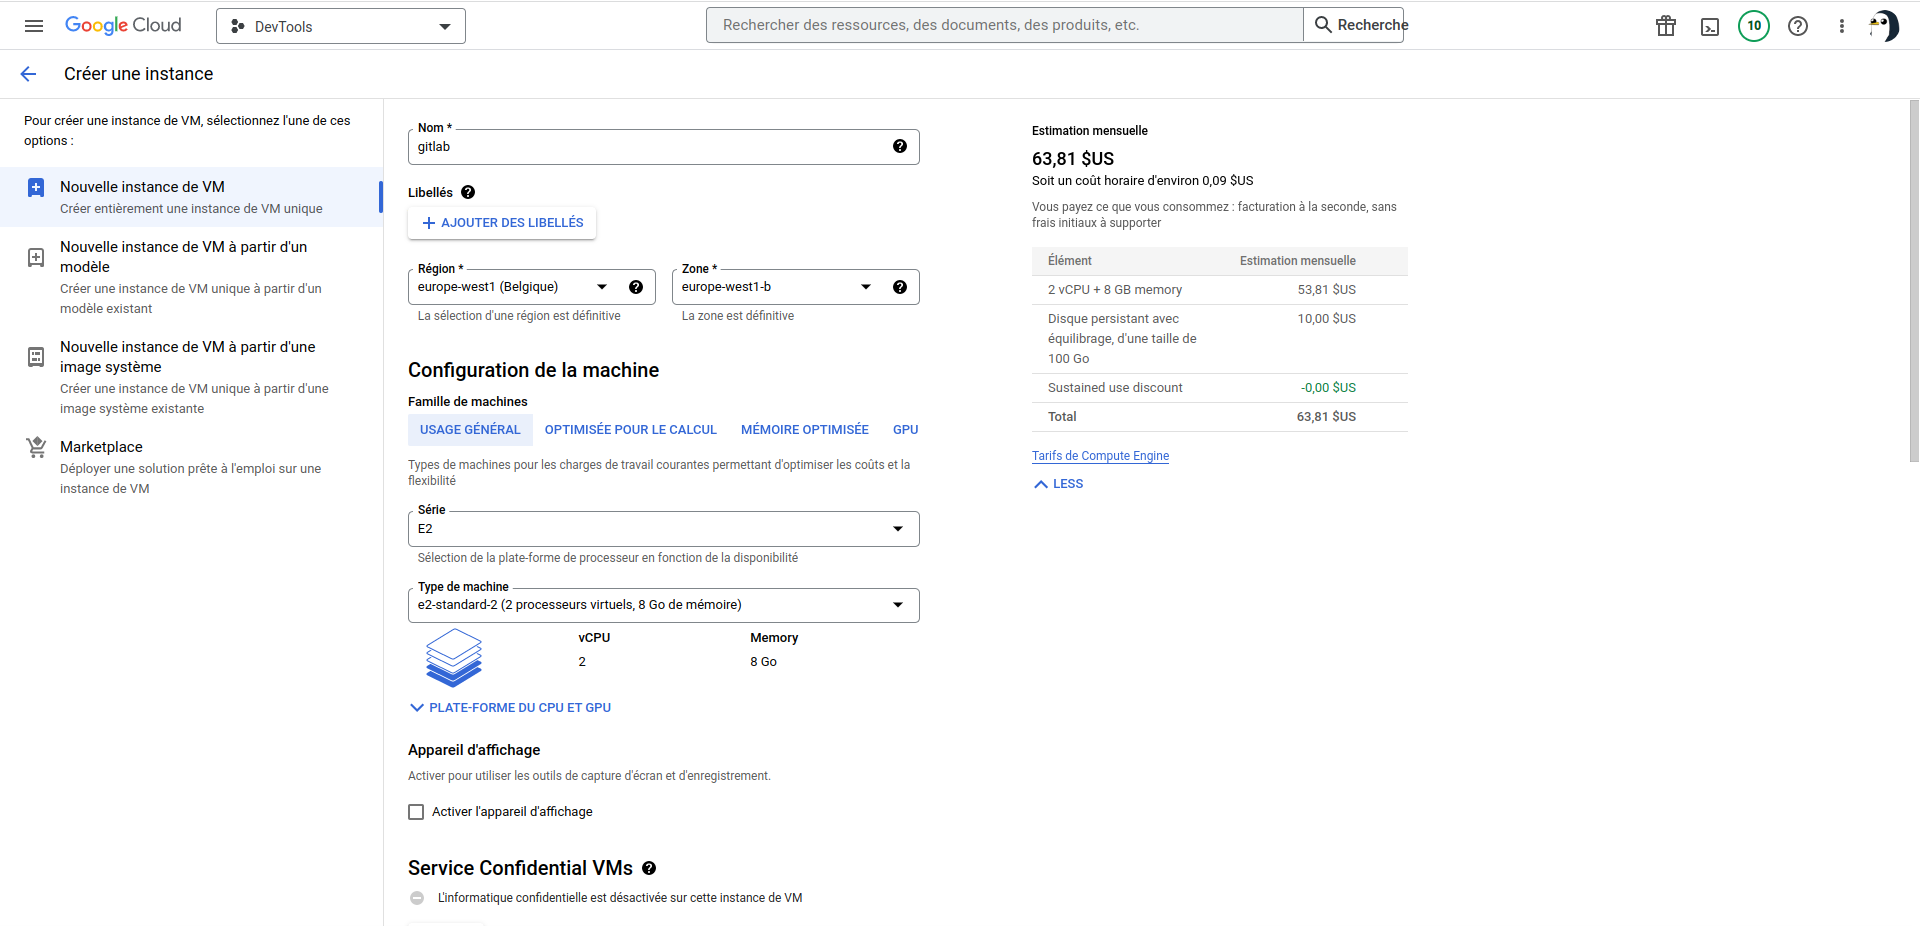 Google Cloud
DevTools
Rechercher des ressources, des documents, des produits, etc.
Recherche
10
Créer une instance
Pour créer une instance de VM, sélectionnez l'une de ces
options :
Nouvelle instance de VM
Créer entièrement une instance de VM unique
Nouvelle instance de VM à partir d'un
modèle
Créer une instance de VM unique à partir d'un
modèle existant
Nouvelle instance de VM à partir d'une
image système
Créer une instance de VM unique à partir d'une
image système existante
Marketplace
Déployer une solution prête à l'emploi sur une
instance de VM
Nom *
gitlab
Libellés
AJOUTER DES LIBELLÉS
Région *
europe-west1 (Belgique)
La sélection d'une région est définitive
Zone *
europe-west1-b
La zone est définitive
Configuration de la machine
Famille de machines
USAGE GÉNÉRAL
OPTIMISÉE POUR LE CALCUL
MÉMOIRE OPTIMISÉE
GPU
Types de machines pour les charges de travail courantes permettant d'optimiser les coûts et la
flexibilité
Série
E2
Sélection de la plate-forme de processeur en fonction de la disponibilité
Type de machine
e2-standard-2 (2 processeurs virtuels, 8 Go de mémoire)
vCPU
2
Memory
8 Go
PLATE-FORME DU CPU ET GPU
Appareil d'affichage
Activer pour utiliser les outils de capture d'écran et d'enregistrement.
Activer l'appareil d'affichage
Service Confidential VMs
L'informatique confidentielle est désactivée sur cette instance de VM
Estimation mensuelle
63,81 $US
Soit un coût horaire d'environ 0,09 $US
Vous payez ce que vous consommez : facturation à la seconde, sans
frais initiaux à supporter
Élément Estimation mensuelle
2 vCPU + 8 GB memory 53,81 $US
Disque persistant avec 10,00 $US
équilibrage, d'une taille de
100 Go
Sustained use discount -0,00 $US
Total 63,81 $US
Tarifs de Compute Engine
LESS